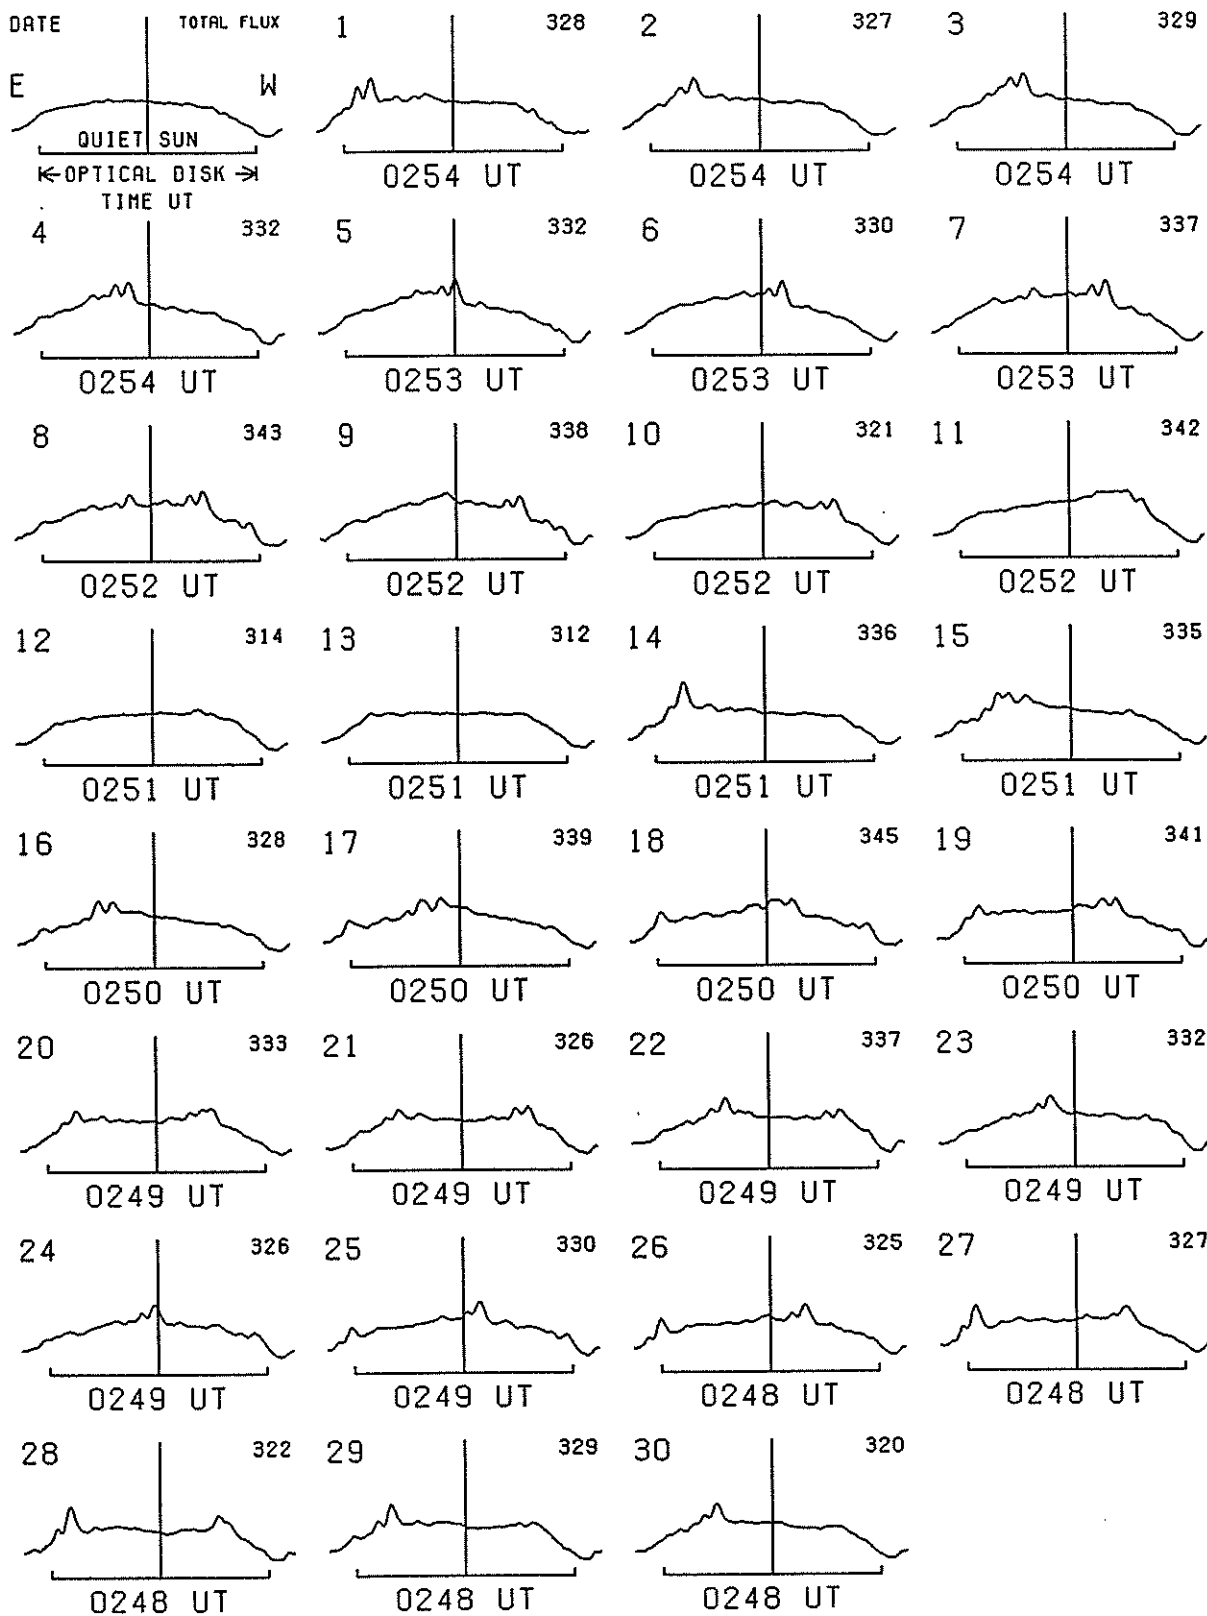 DATE TOTAL FLUX 1 328 2 327 3 329
E W
QUIET SUN
←OPTICAL DISK→ 0254 UT 0254 UT 0254 UT
TIME UT
4 332 5 332 6 330 7 337
0254 UT 0253 UT 0253 UT 0253 UT
8 343 9 338 10 321 11 342
0252 UT 0252 UT 0252 UT 0252 UT
12 314 13 312 14 336 15 335
0251 UT 0251 UT 0251 UT 0251 UT
16 328 17 339 18 345 19 341
0250 UT 0250 UT 0250 UT 0250 UT
20 333 21 326 22 337 23 332
0249 UT 0249 UT 0249 UT 0249 UT
24 326 25 330 26 325 27 327
0249 UT 0249 UT 0248 UT 0248 UT
28 322 29 329 30 320
0248 UT 0248 UT 0248 UT